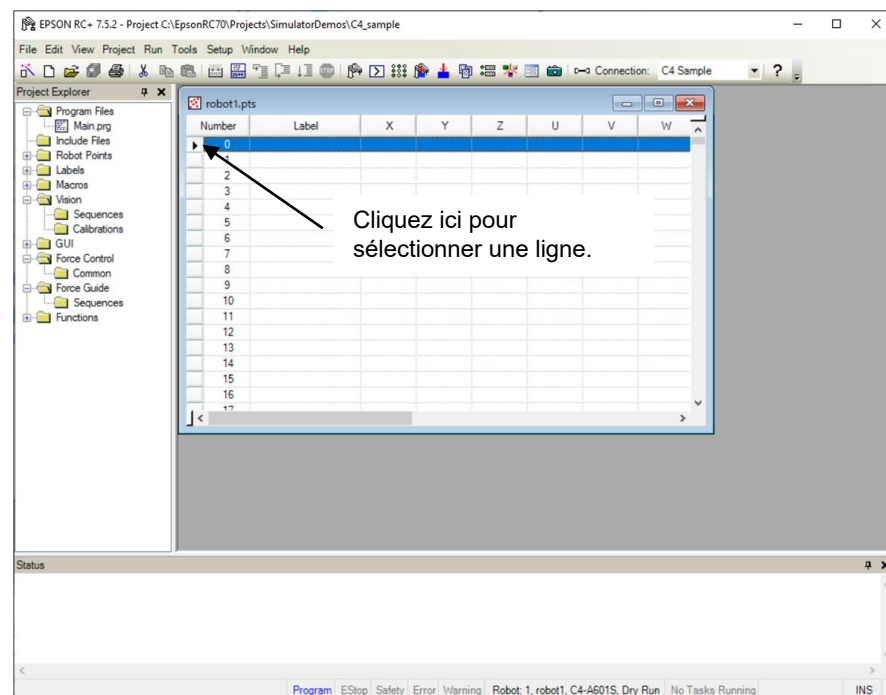 EPSON RC+ 7.5.2 - Project C:\EpsonRC70\Projects\SimulatorDemos\C4_sample
File Edit View Project Run Tools Setup Window Help
Connection: C4 Sample
Project Explorer
Program Files
Main.prg
Include Files
Robot Points
Labels
Macros
Vision
Sequences
Calibrations
GUI
Force Control
Common
Force Guide
Sequences
Functions
robot1.pts
Number Label X Y Z U V W
0
1
2
3
4
5
6
7
8
9
10
11
12
13
14
15
16
17
Cliquez ici pour
sélectionner une ligne.
Status
Program EStop Safety Error Warning Robot: 1, robot1, C4-A601S, Dry Run No Tasks Running INS